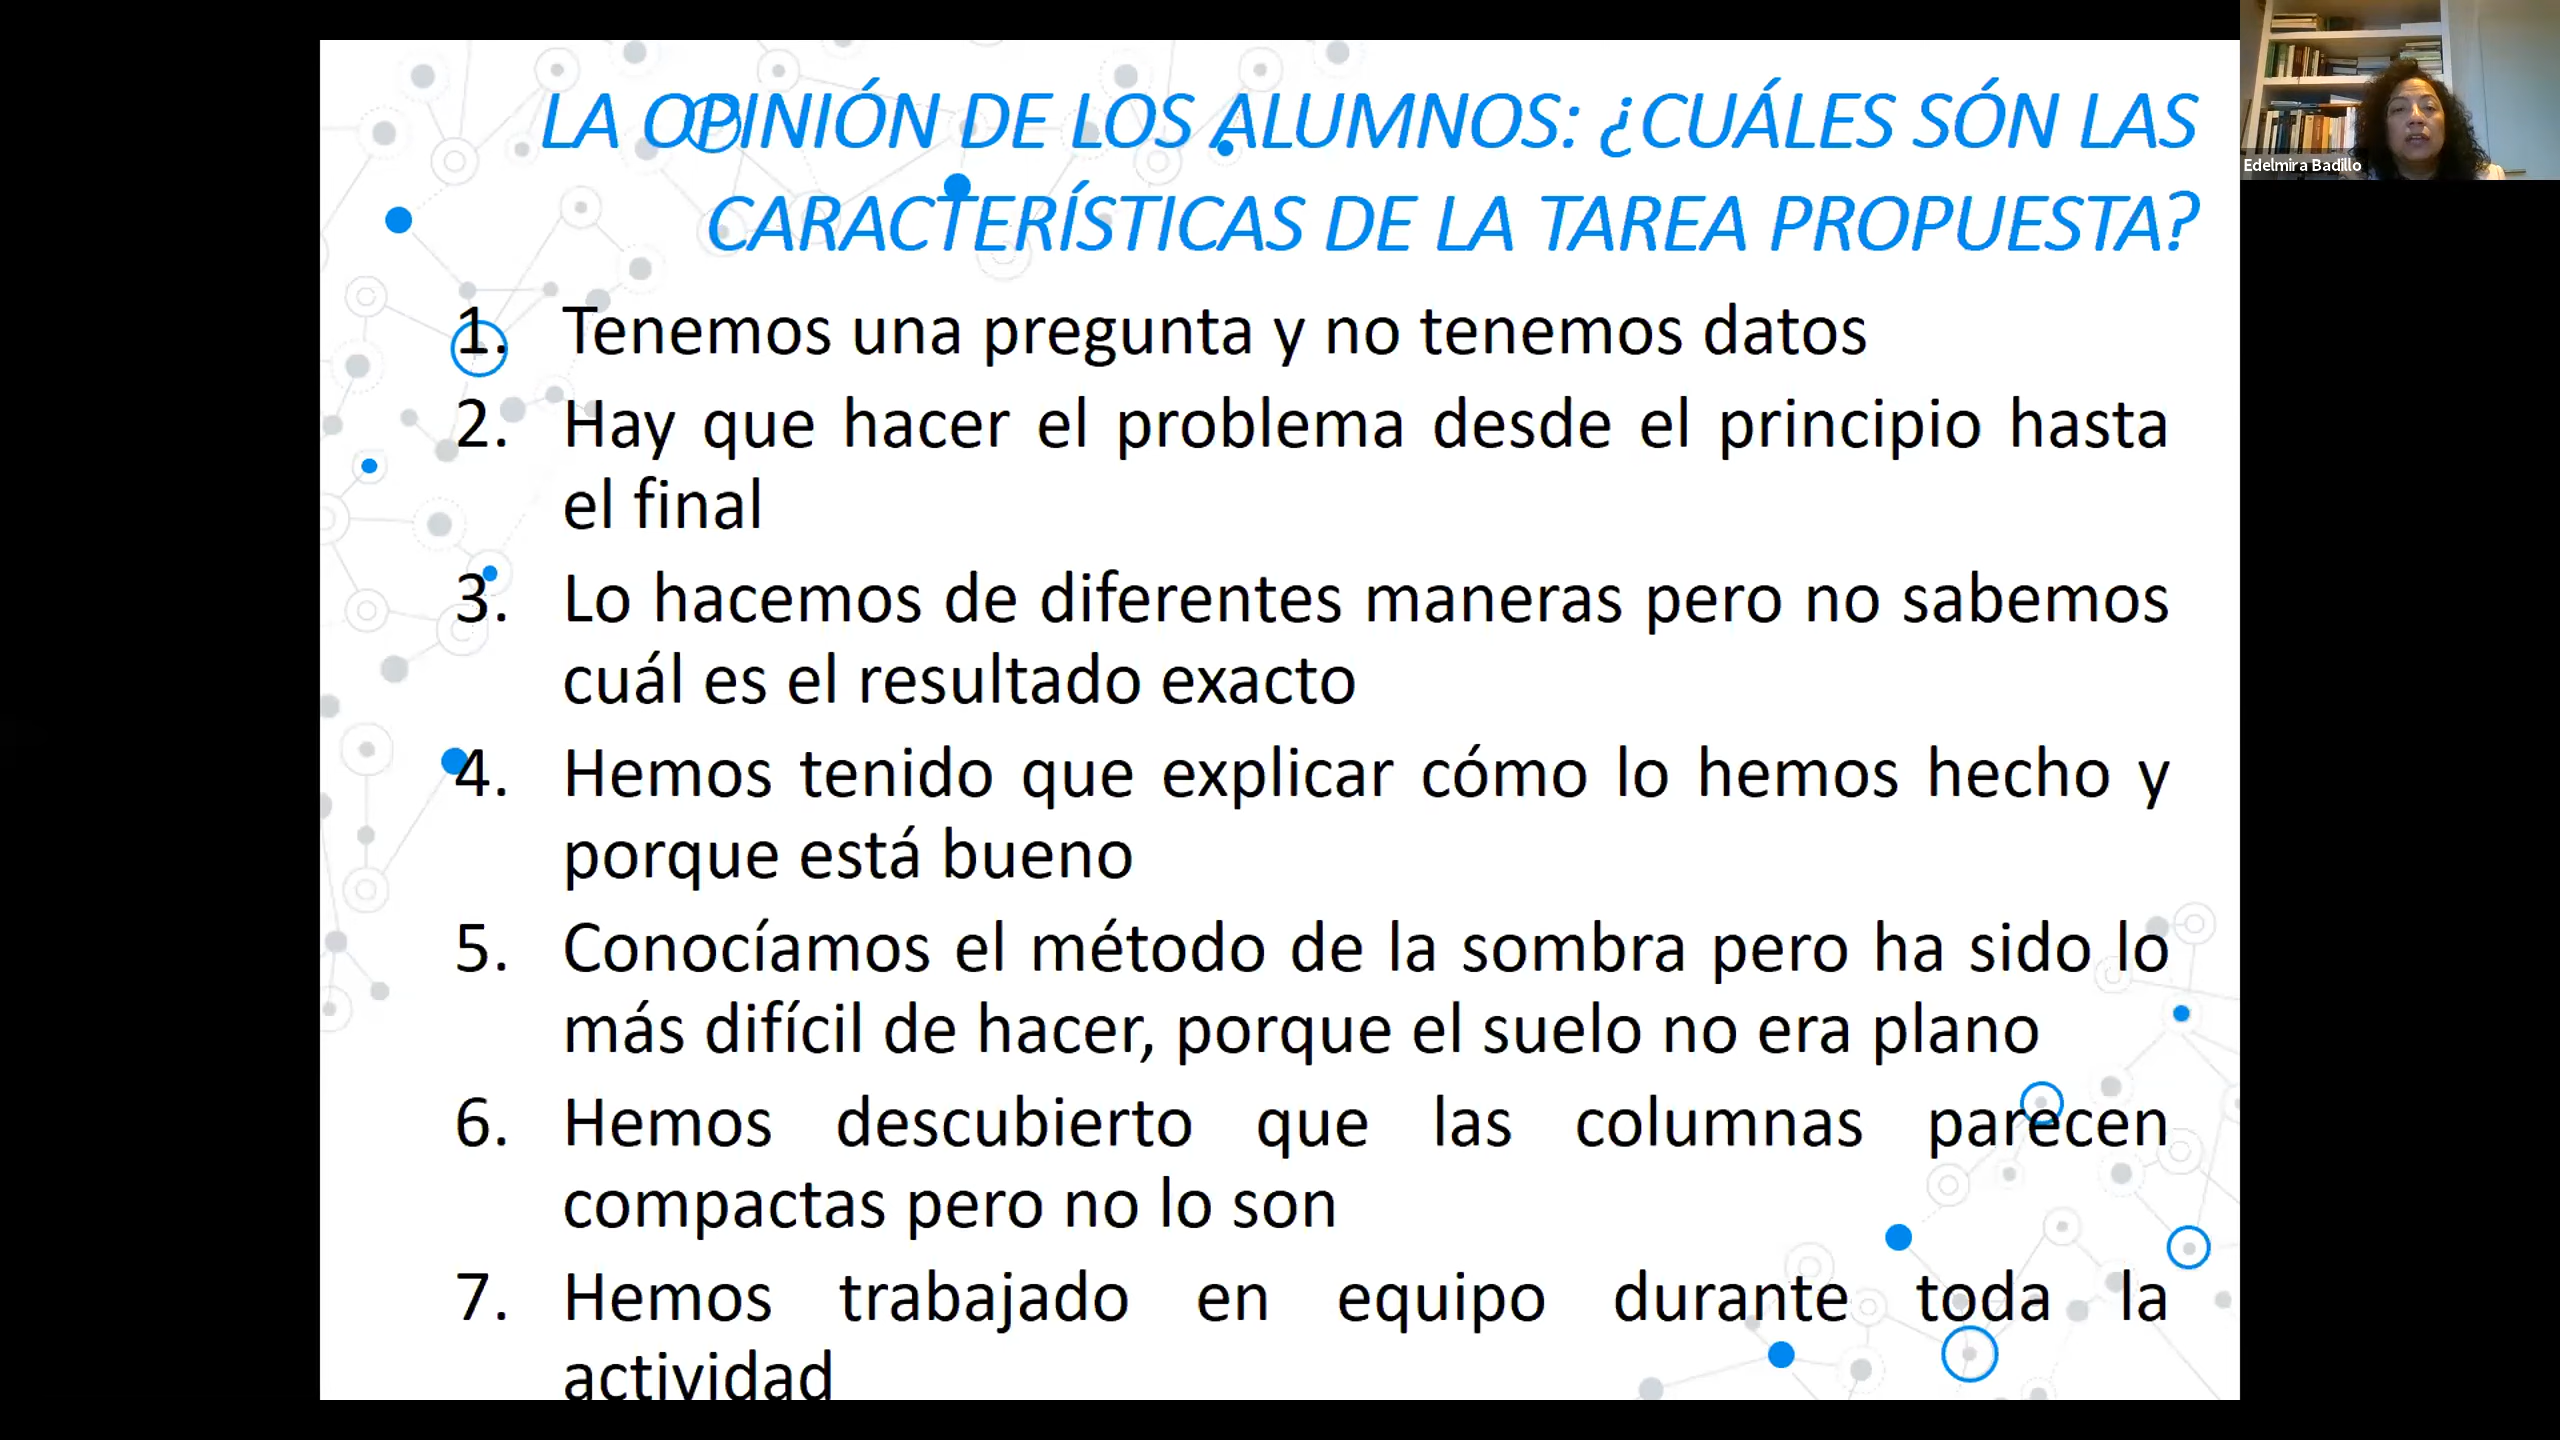 LA OPINIÓN DE LOS ALUMNOS: ¿CUÁLES SÓN LAS
CARACTERÍSTICAS DE LA TAREA PROPUESTA?
1. Tenemos una pregunta y no tenemos datos
2. Hay que hacer el problema desde el principio hasta
el final
3. Lo hacemos de diferentes maneras pero no sabemos
cuál es el resultado exacto
4. Hemos tenido que explicar cómo lo hemos hecho y
porque está bueno
5. Conocíamos el método de la sombra pero ha sido lo
más difícil de hacer, porque el suelo no era plano
6. Hemos descubierto que las columnas parecen
compactas pero no lo son
7. Hemos trabajado en equipo durante toda la
actividad
Edelmira Badillo